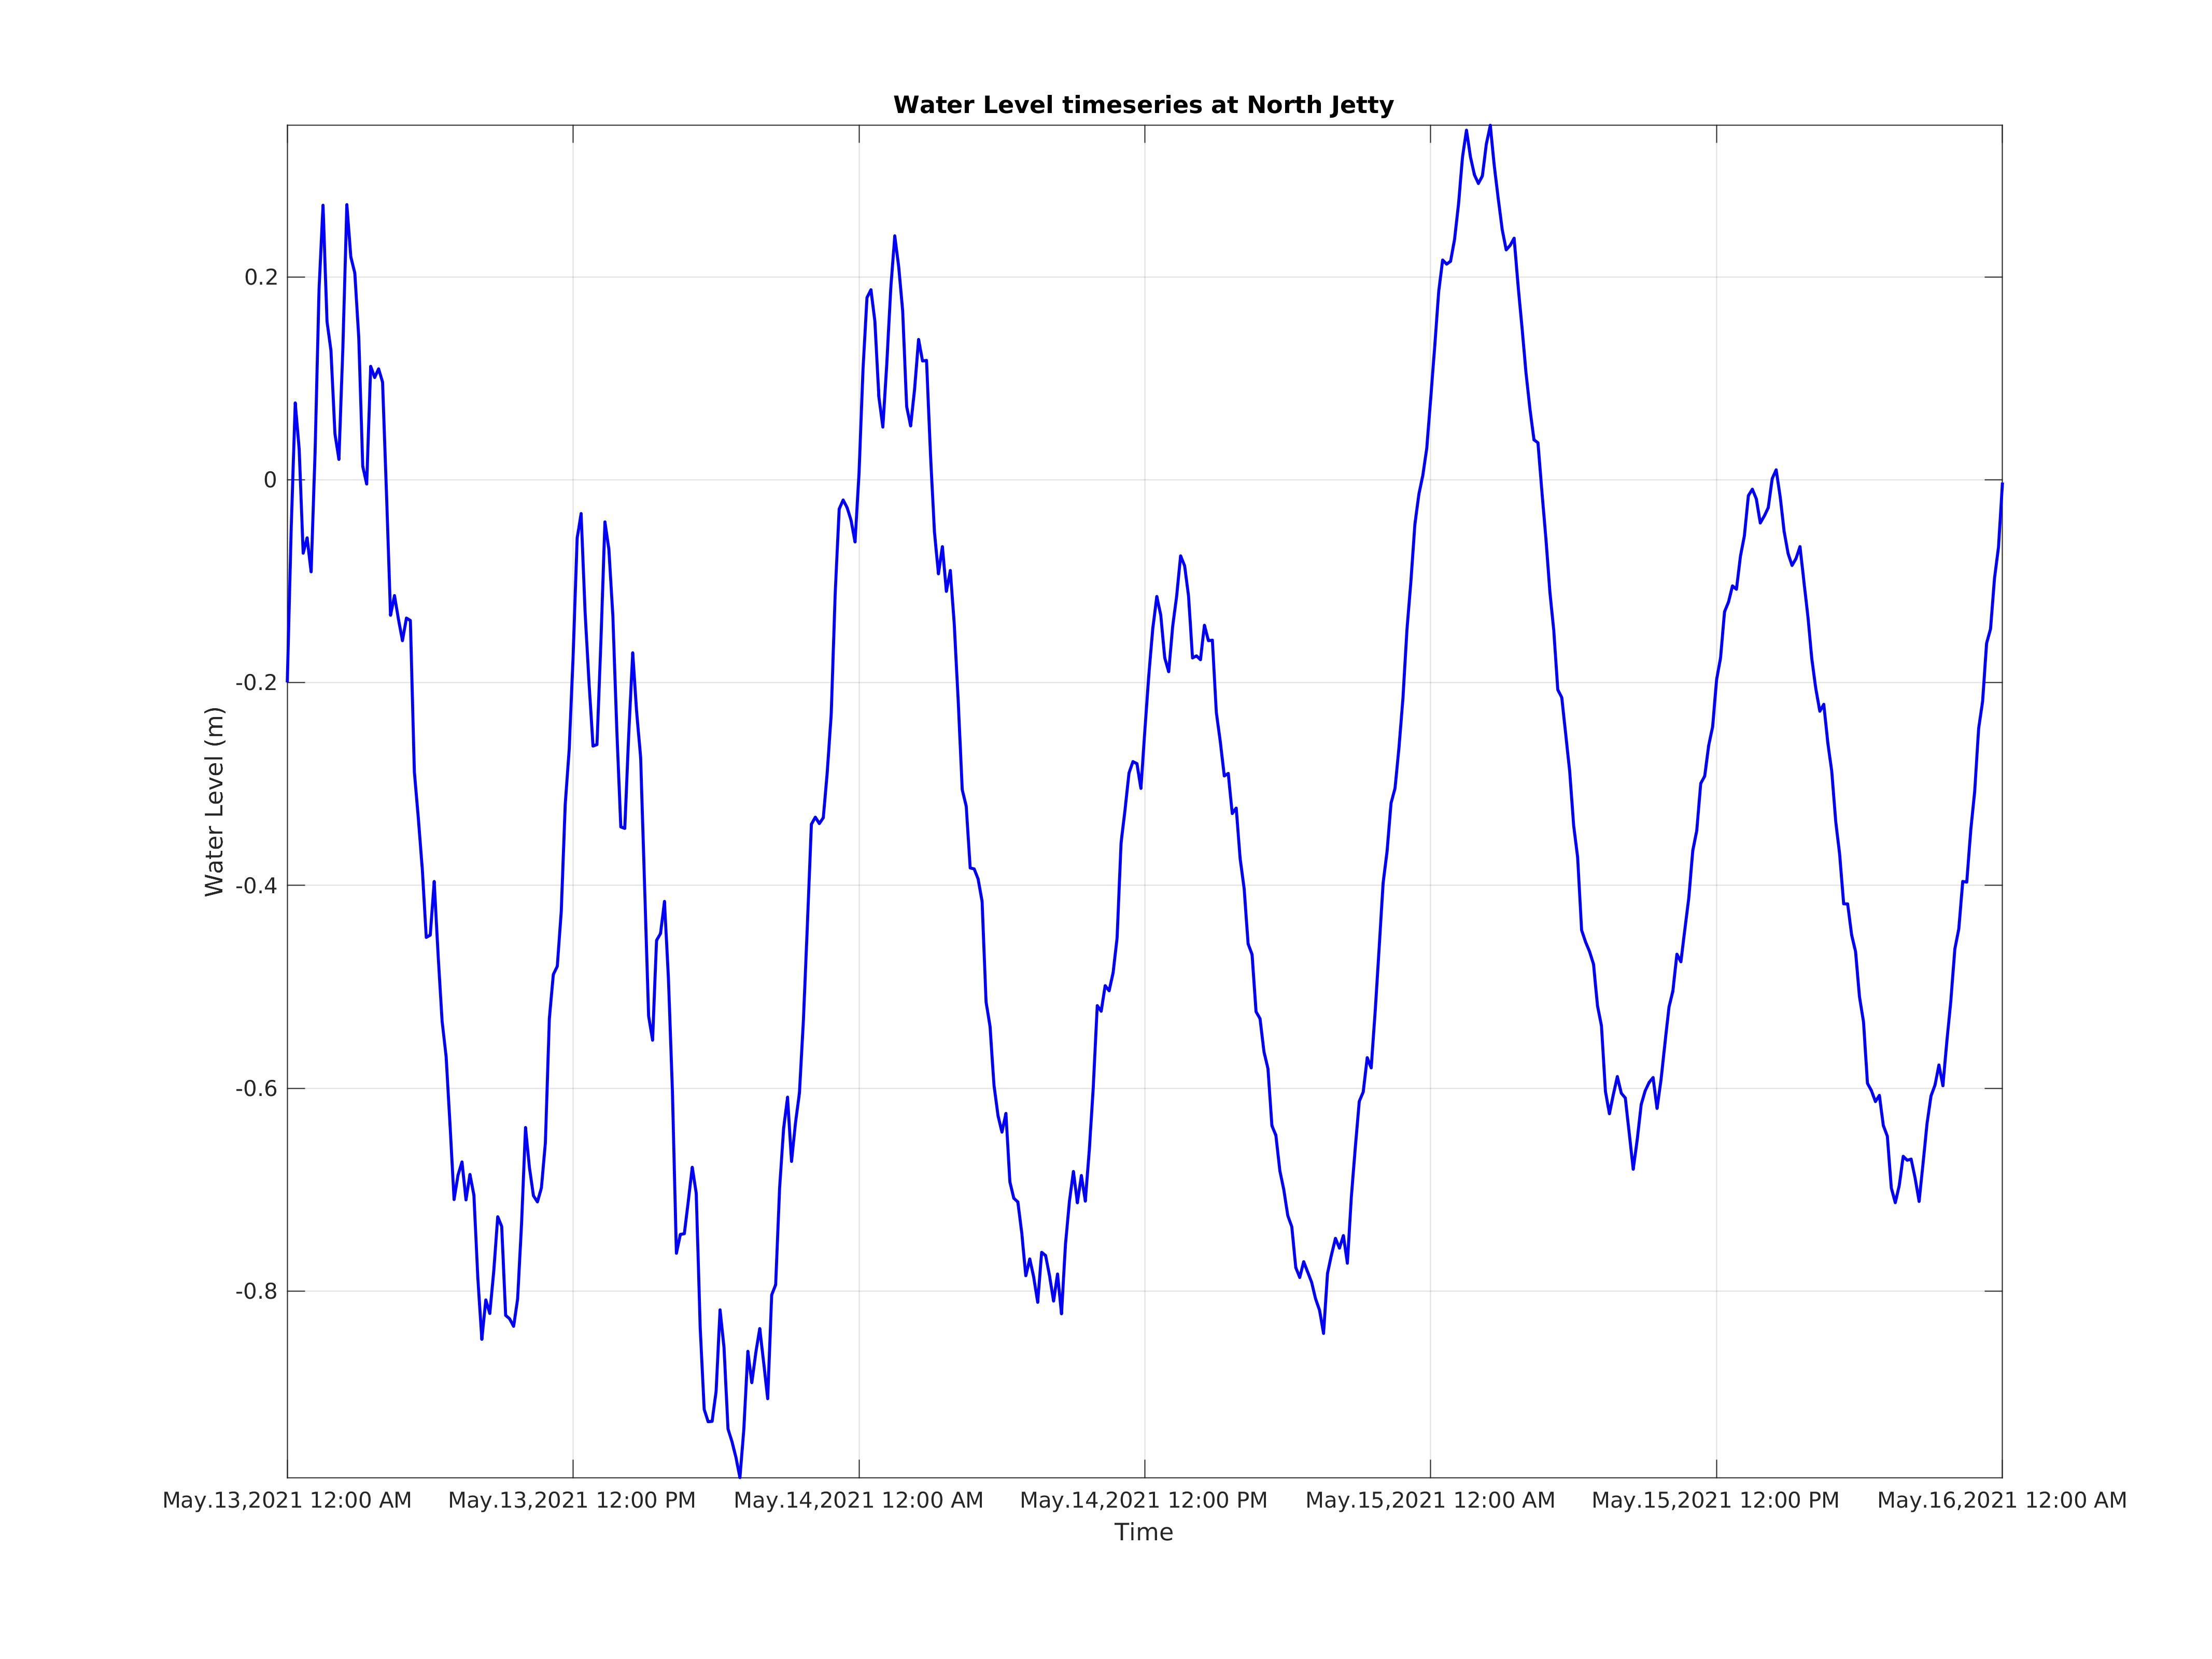 Water Level timeseries at North Jetty
0.2
0
-0.2
-0.4
-0.6
-0.8
Water Level (m)
May.13,2021 12:00 AM May.13,2021 12:00 PM May.14,2021 12:00 AM May.14,2021 12:00 PM May.15,2021 12:00 AM May.15,2021 12:00 PM May.16,2021 12:00 AM
Time